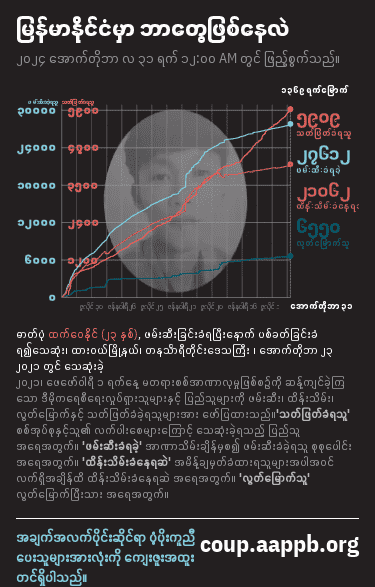 မြန်မာနိုင်ငံမှာ ဘာတွေဖြစ်နေလဲ
၂၀၂၄ အောက်တိုဘာ လ ၃၁ ရက် ၁၂:၀၀ AM တွင် ဖြည့်စွက်သည်။
၁၃၆၉ ရက်မြောက်
၃၀၀၀၀ ၅၉၀၀
၅၉၀၉
သတ်ဖြတ်ခံရသူ
၂၄၀၀၀
၂၇၆၁၂
ဖမ်းဆီးခံရခဲ့
၁၈၀၀၀
၂၁၀၆၂
ထိန်းသိမ်းခံနေရဆဲ
၁၂၀၀၀
၆၅၅၀
လွတ်မြောက်သူ
၆၀၀၀
၀
အောက်တိုဘာ ၃၁
ဓာတ်ပုံ ထက်ဝေနိုင် (၂၃ နှစ်), ဖမ်းဆီးခြင်းခံရပြီးနောက် ပစ်ခတ်ခြင်းခံ
ရ၍သေဆုံး၊ ထားဝယ်မြို့နယ်၊ တနင်္သာရီတိုင်းဒေသကြီး ၊ အောက်တိုဘာ ၂၃
၂၀၂၁ တွင် သေဆုံးခဲ့
၂၀၂၁၊ ဖေဖော်ဝါရီ ၁ ရက်နေ့ မတရားစစ်အာဏာလုမှုဖြစ်စဥ်ကို ဆန့်ကျင်ခဲ့ကြ
သော ဒီမိုကရေစီရေးလှုပ်ရှားသူများနှင့် ပြည်သူများကို ဖမ်းဆီး၊ ထိန်းသိမ်း၊
လွတ်မြောက်နှင့် သတ်ဖြတ်ခံခဲ့ရသူများအား ဖော်ပြထားသည်။'သတ်ဖြတ်ခံရသူ'
စစ်အုပ်စုနှင့်သူ၏ လက်ပါးစေများကြောင့် သေဆုံးခဲ့ရသည့် ပြည်သူ
အရေအတွက်။ 'ဖမ်းဆီးခံရခဲ့' အာဏာသိမ်းချိန်မှစ၍ ဖမ်းဆီးခံခဲ့ရသူ စုစုပေါင်း
အရေအတွက်။ 'ထိန်းသိမ်းခံနေရဆဲ' အမိန့်ချမှတ်ခံထားရသူများအပါအဝင်
လက်ရှိအချိန်ထိ ထိန်းသိမ်းခံနေရဆဲ အရေအတွက်။ 'လွတ်မြောက်သူ'
လွတ်မြောက်ပြီးသား အရေအတွက်။
အချက်အလက်ပိုင်းဆိုင်ရာ ပံ့ပိုးကူညီ
ပေးသူများအားလုံးကို ကျေးဇူးအထူး
တင်ရှိပါသည်။
coup.aappb.org